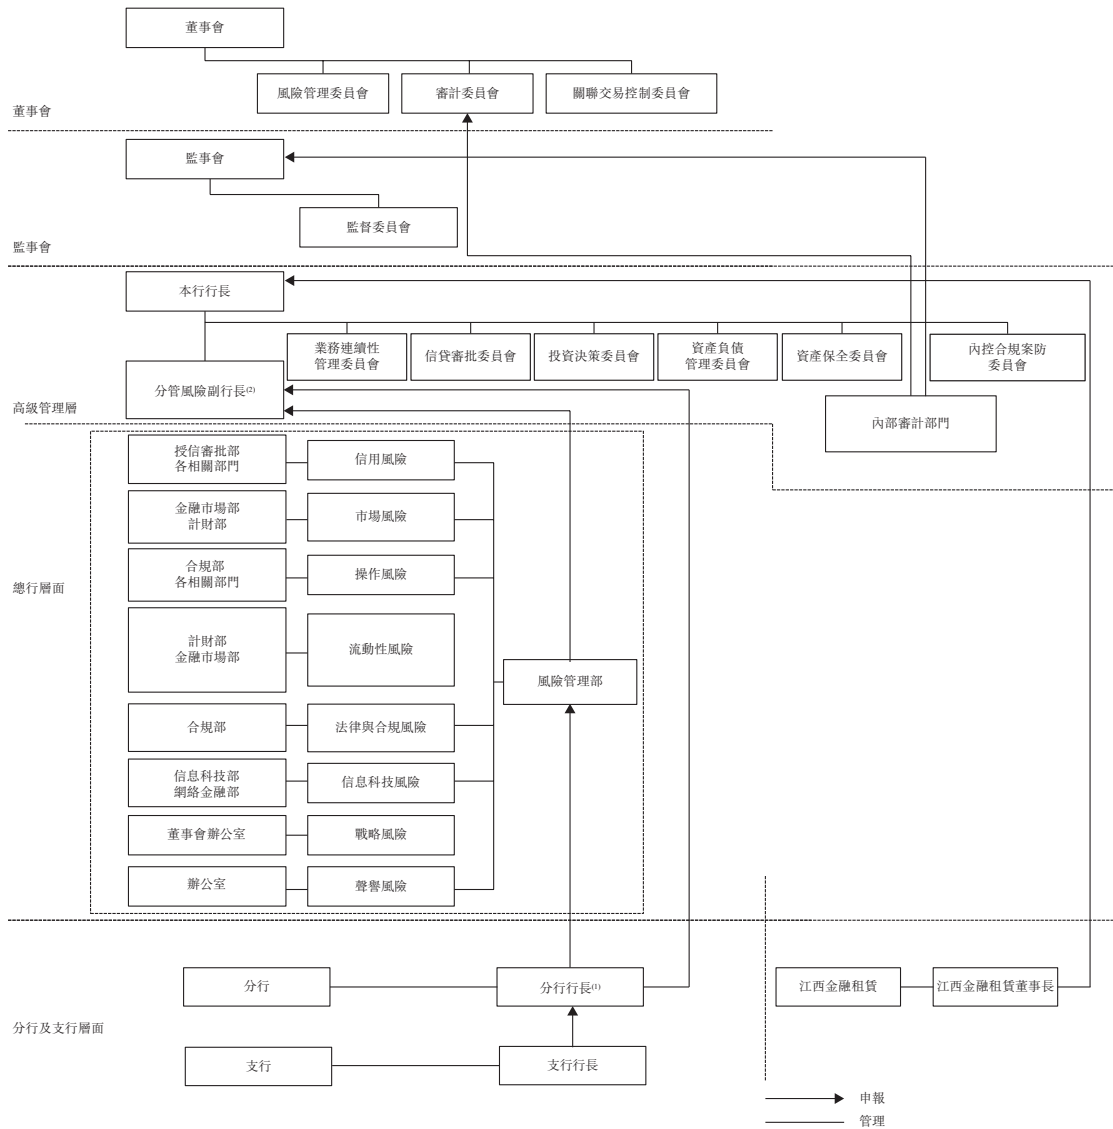 董事會
風險管理委員會
審計委員會
關聯交易控制委員會
董事會
監事會
監督委員會
監事會
本行行長
業務連續性
管理委員會
信貸審批委員會
投資決策委員會
資產負債
管理委員會
資產保全委員會
內控合規案防
委員會
分管風險副行長(2)
高級管理層
內部審計部門
授信審批部
各相關部門
信用風險
金融市場部
計財部
市場風險
合規部
各相關部門
操作風險
總行層面
計財部
金融市場部
流動性風險
風險管理部
合規部
法律與合規風險
信息科技部
網絡金融部
信息科技風險
董事會辦公室
戰略風險
辦公室
聲譽風險
分行
分行行長(1)
江西金融租賃
江西金融租賃董事長
分行及支行層面
支行
支行行長
申報
管理